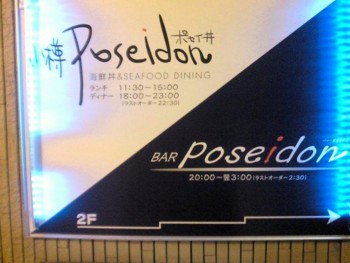 小樽 Poseidon ポセイ丼
海鮮丼&SEAFOOD DINING
ランチ 11:30~16:00
ディナー 16:00~23:00
(ラストオーダー22:30)
BAR Poseidon
20:00~翌3:00(ラストオーダー2:30)
2F